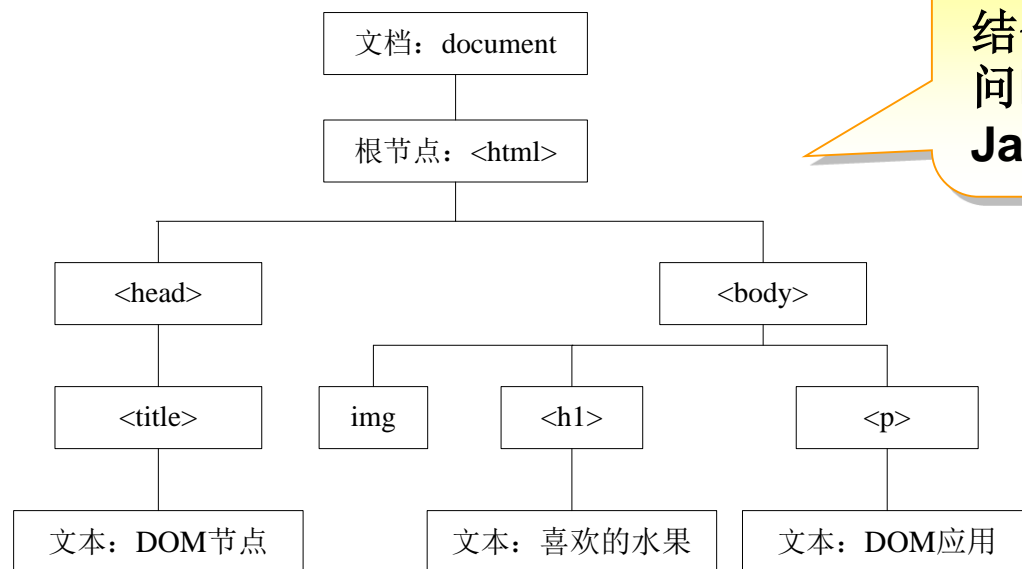 文档：document
结
问
Ja
根节点：<html>
<head>
<body>
<title>
img
<h1>
<p>
文本：DOM节点
文本：喜欢的水果
文本：DOM应用